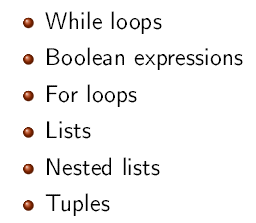 While loops
Boolean expressions
For loops
Lists
Nested lists
Tuples